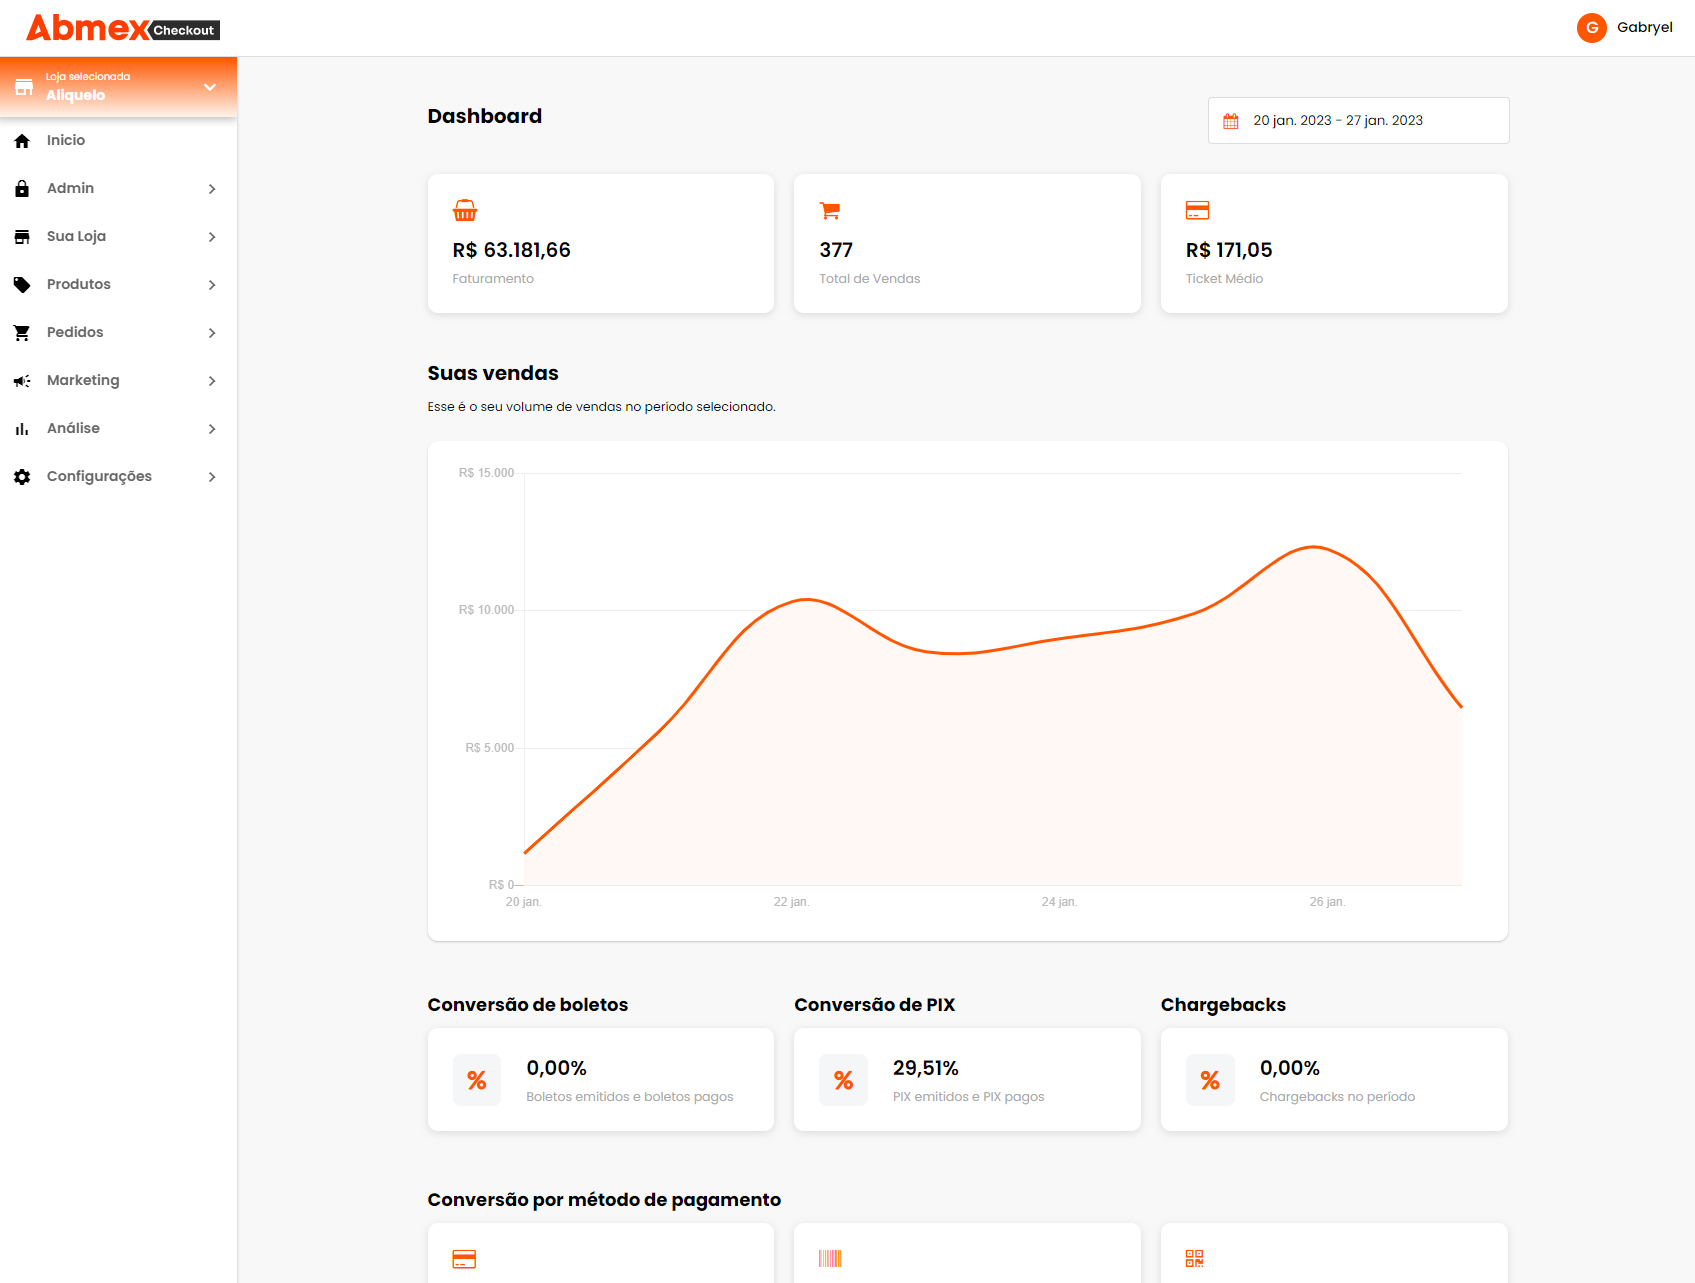 Abmex Checkout
G Gabryel
Loja selecionada
Aliquelo
Inicio
Admin
Sua Loja
Produtos
Pedidos
Marketing
Análise
Configurações
Dashboard
20 jan. 2023 - 27 jan. 2023
R$ 63.181,66
Faturamento
377
Total de Vendas
R$ 171,05
Ticket Médio
Suas vendas
Esse é o seu volume de vendas no período selecionado.
R$ 15.000
R$ 10.000
R$ 5.000
R$ 0
20 jan.
22 jan.
24 jan.
26 jan.
Conversão de boletos
% 0,00%
Boletos emitidos e boletos pagos
Conversão de PIX
% 29,51%
PIX emitidos e PIX pagos
Chargebacks
% 0,00%
Chargebacks no período
Conversão por método de pagamento